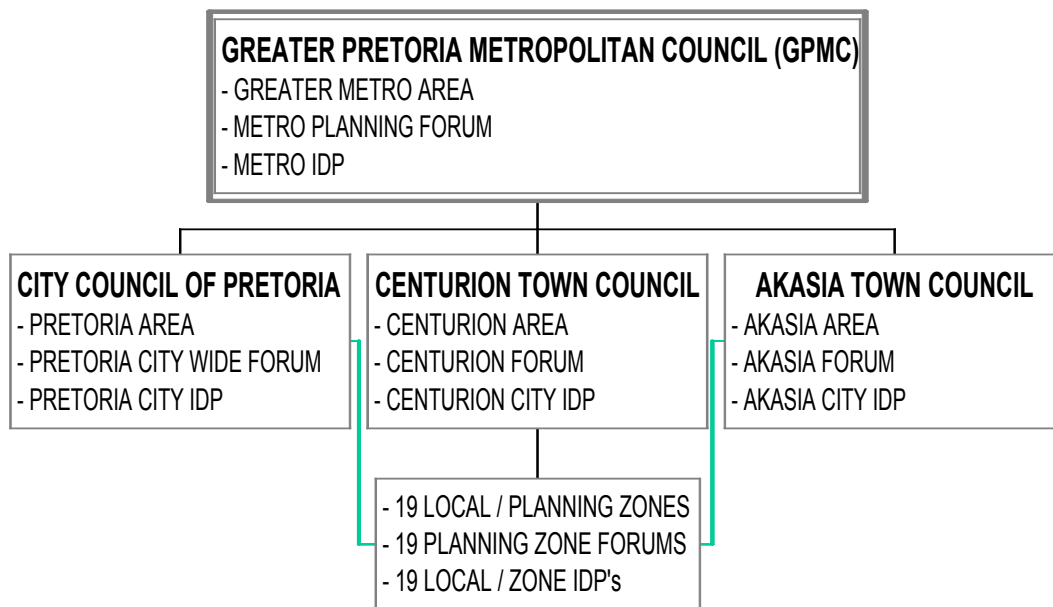 GREATER PRETORIA METROPOLITAN COUNCIL (GPMC)
- GREATER METRO AREA
- METRO PLANNING FORUM
- METRO IDP
CITY COUNCIL OF PRETORIA
- PRETORIA AREA
- PRETORIA CITY WIDE FORUM
- PRETORIA CITY IDP
CENTURION TOWN COUNCIL
- CENTURION AREA
- CENTURION FORUM
- CENTURION CITY IDP
AKASIA TOWN COUNCIL
- AKASIA AREA
- AKASIA FORUM
- AKASIA CITY IDP
- 19 LOCAL / PLANNING ZONES
- 19 PLANNING ZONE FORUMS
- 19 LOCAL / ZONE IDP's